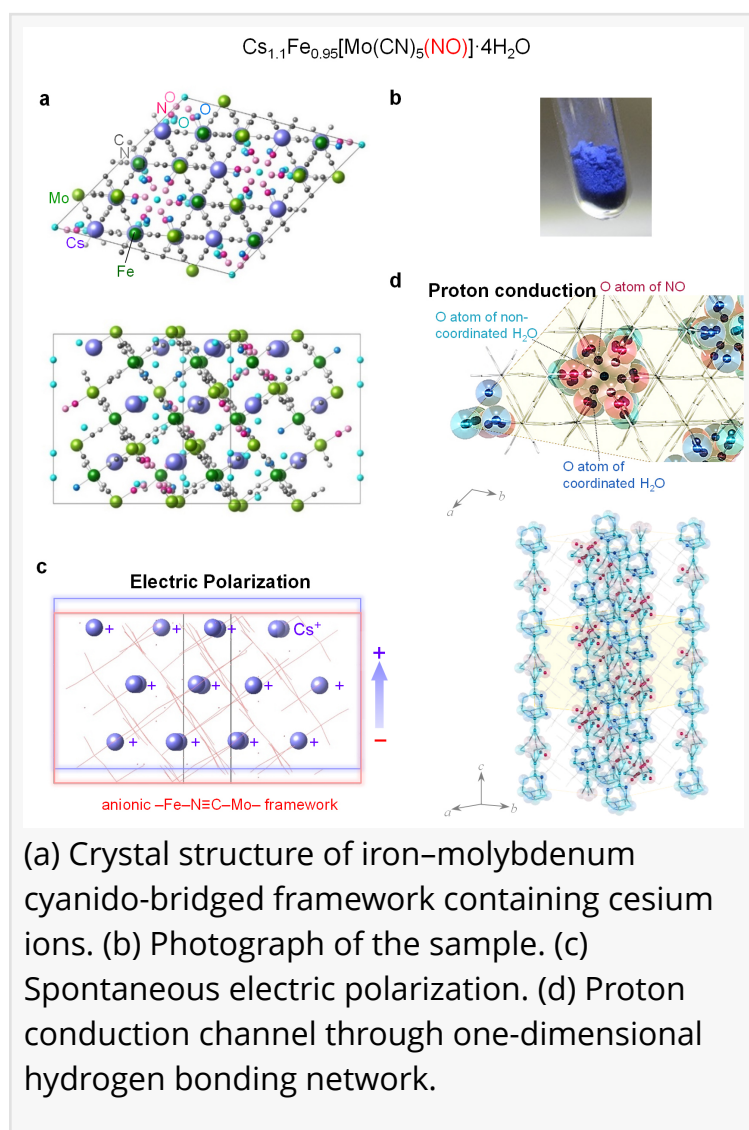 Cs1.1Fe0.95[Mo(CN)5(NO)]·4H2O
a
O
N
O
O
C
N
Mo
Cs
Fe
b
c
Electric Polarization
+ + + Cs+
+ + +
+ + + +
+
–
anionic –Fe–N≡C–Mo– framework
d
Proton conduction
O atom of NO
O atom of non-
coordinated H2O
O atom of
coordinated H2O
a b
c
a b
(a) Crystal structure of iron–molybdenum
cyanido-bridged framework containing cesium
ions. (b) Photograph of the sample. (c)
Spontaneous electric polarization. (d) Proton
conduction channel through one-dimensional
hydrogen bonding network.